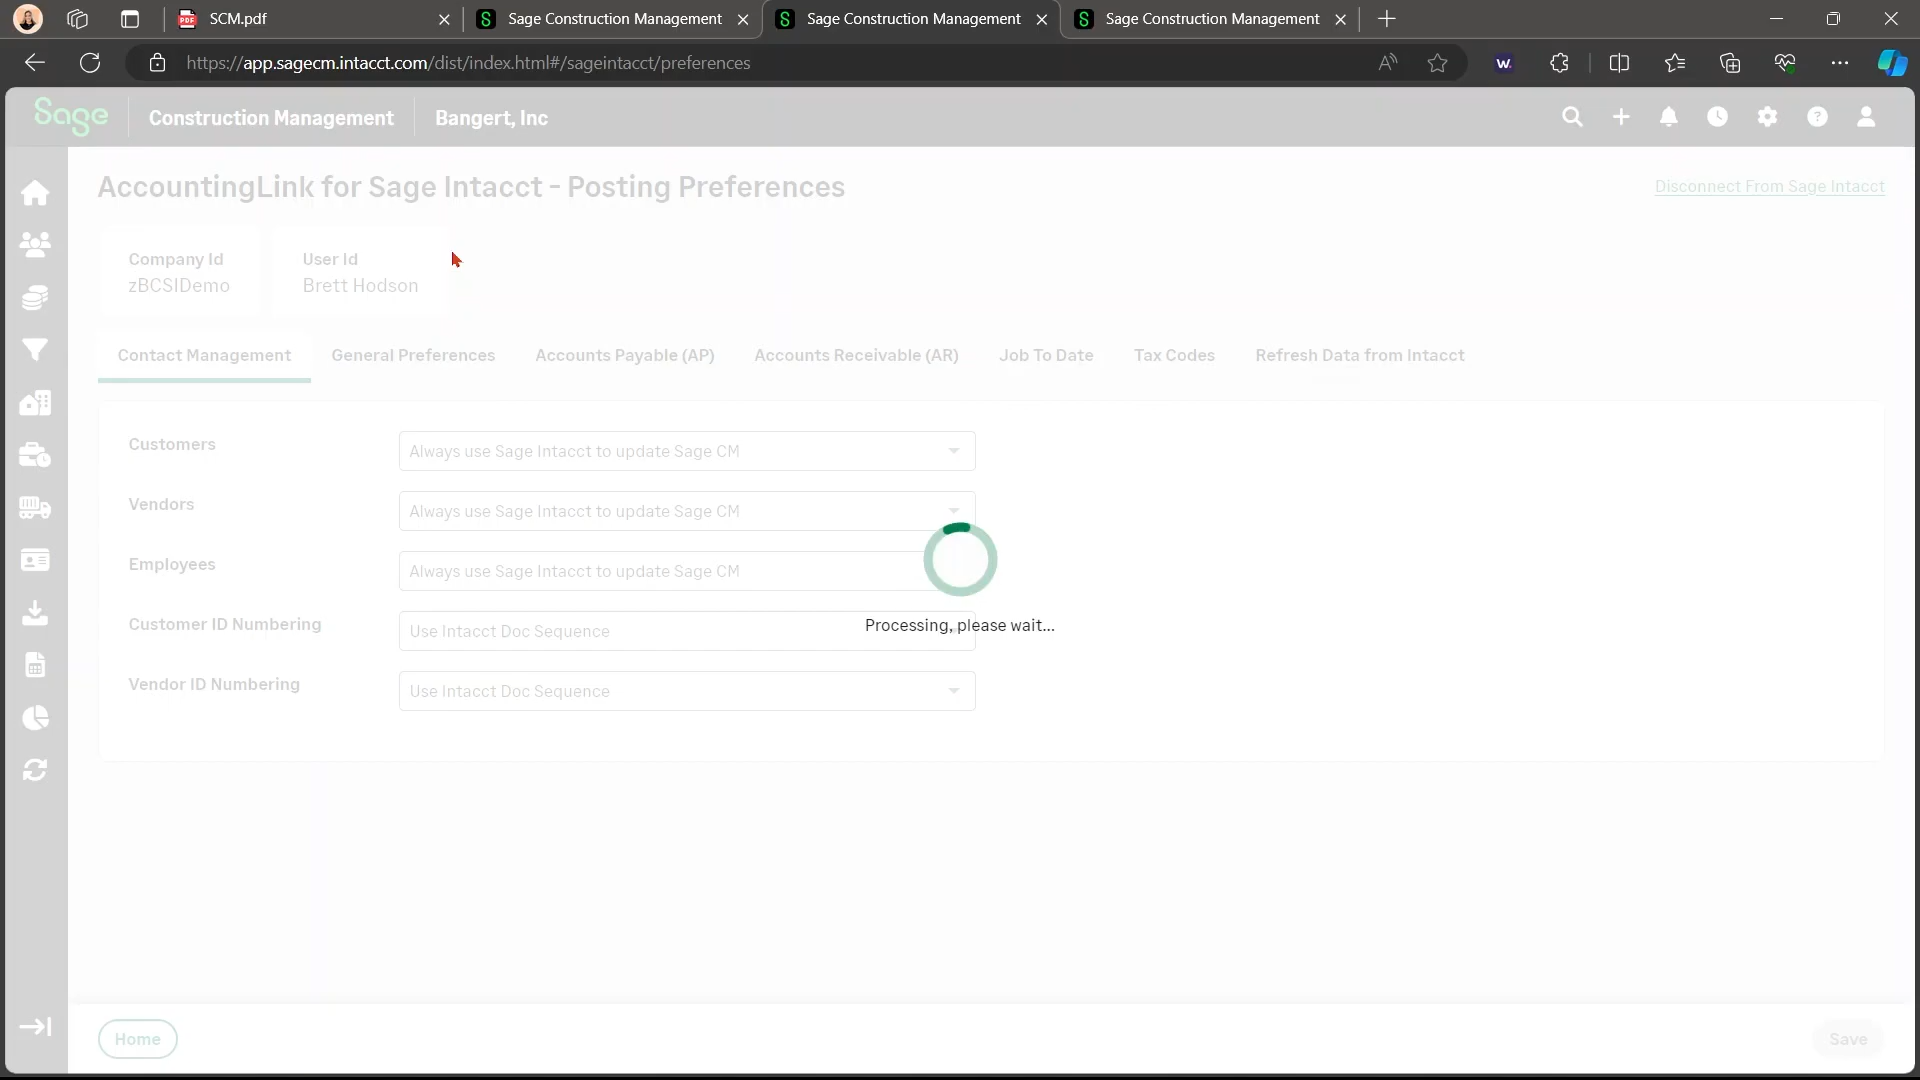 SCM.pdf
Sage Construction Management
Sage Construction Management
Sage Construction Management
https://app.sagecm.intacct.com/dist/index.html#/sageintacct/preferences
Sage
Construction Management
Bangert, Inc
AccountingLink for Sage Intacct - Posting Preferences
Disconnect From Sage Intacct
Company Id
zBCSIDemo
User Id
Brett Hodson
Contact Management
General Preferences
Accounts Payable (AP)
Accounts Receivable (AR)
Job To Date
Tax Codes
Refresh Data from Intacct
Customers
Always use Sage Intacct to update Sage CM
Vendors
Always use Sage Intacct to update Sage CM
Employees
Always use Sage Intacct to update Sage CM
Customer ID Numbering
Use Intacct Doc Sequence
Processing, please wait...
Vendor ID Numbering
Use Intacct Doc Sequence
Home
Save